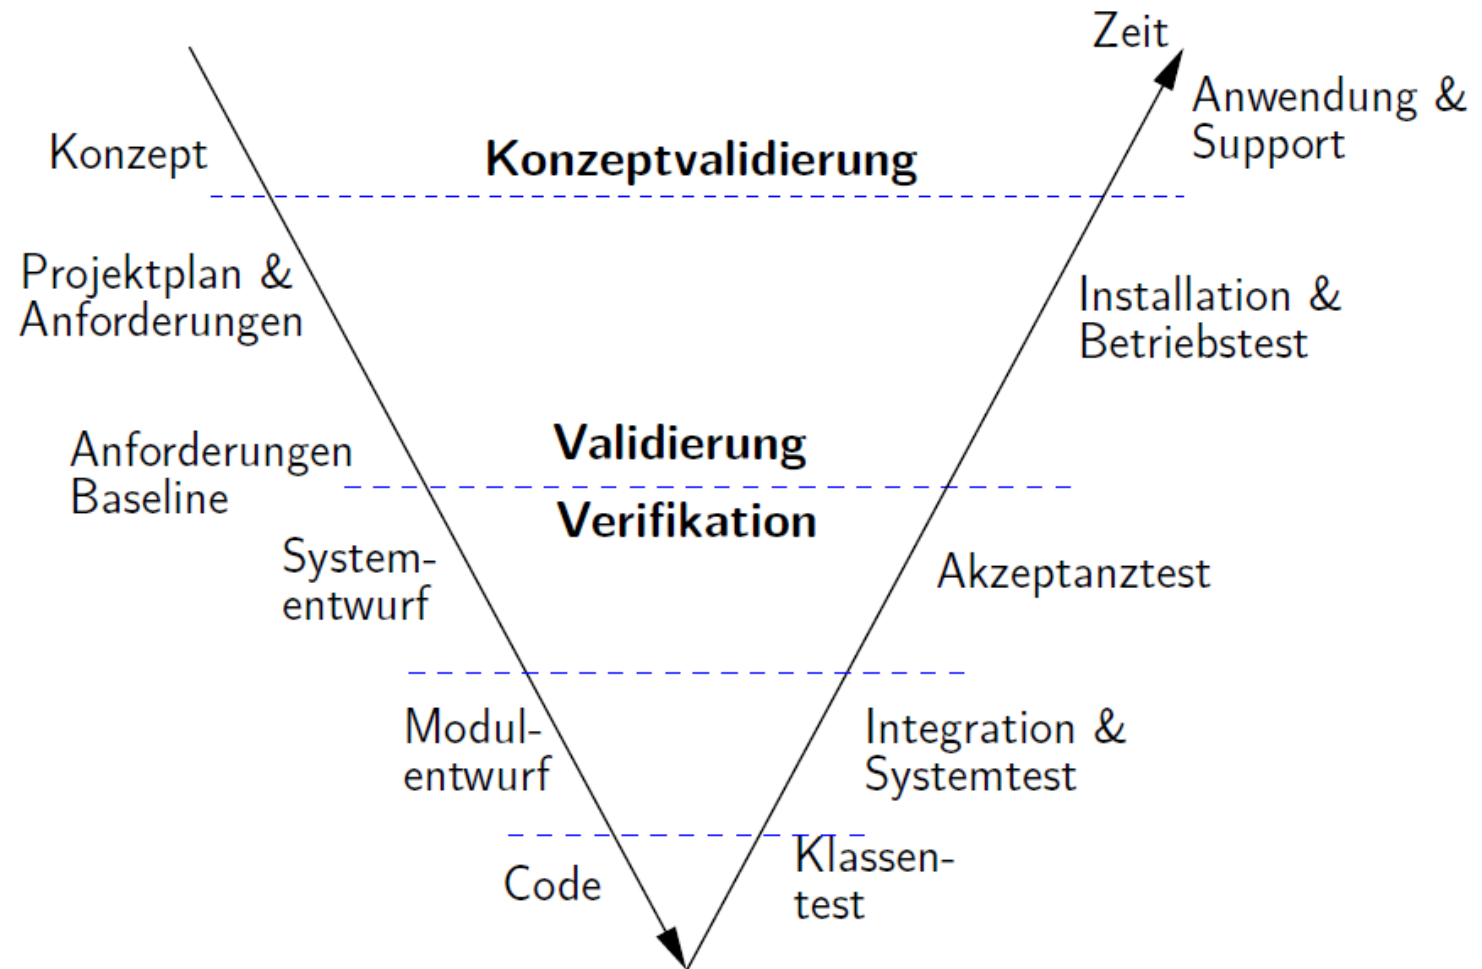 Zeit
Anwendung &
Support
Konzept
Konzeptvalidierung
Projektplan &
Anforderungen
Installation &
Betriebstest
Anforderungen
Baseline
Validierung
Verifikation
System-
entwurf
Akzeptanztest
Modul-
entwurf
Integration &
Systemtest
Code
Klassen-
test